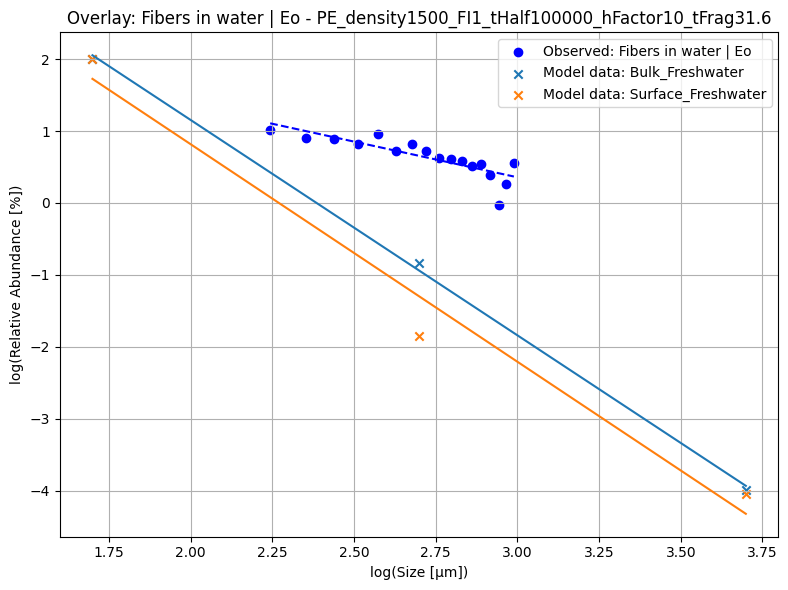 Overlay: Fibers in water | Eo - PE_density1500_FI1_tHalf100000_hFactor10_tFrag31.6
Observed: Fibers in water | Eo
Model data: Bulk_Freshwater
Model data: Surface_Freshwater
log(Relative Abundance [%])
2
1
0
−1
−2
−3
−4
1.75
2.00
2.25
2.50
2.75
3.00
3.25
3.50
3.75
log(Size [µm])